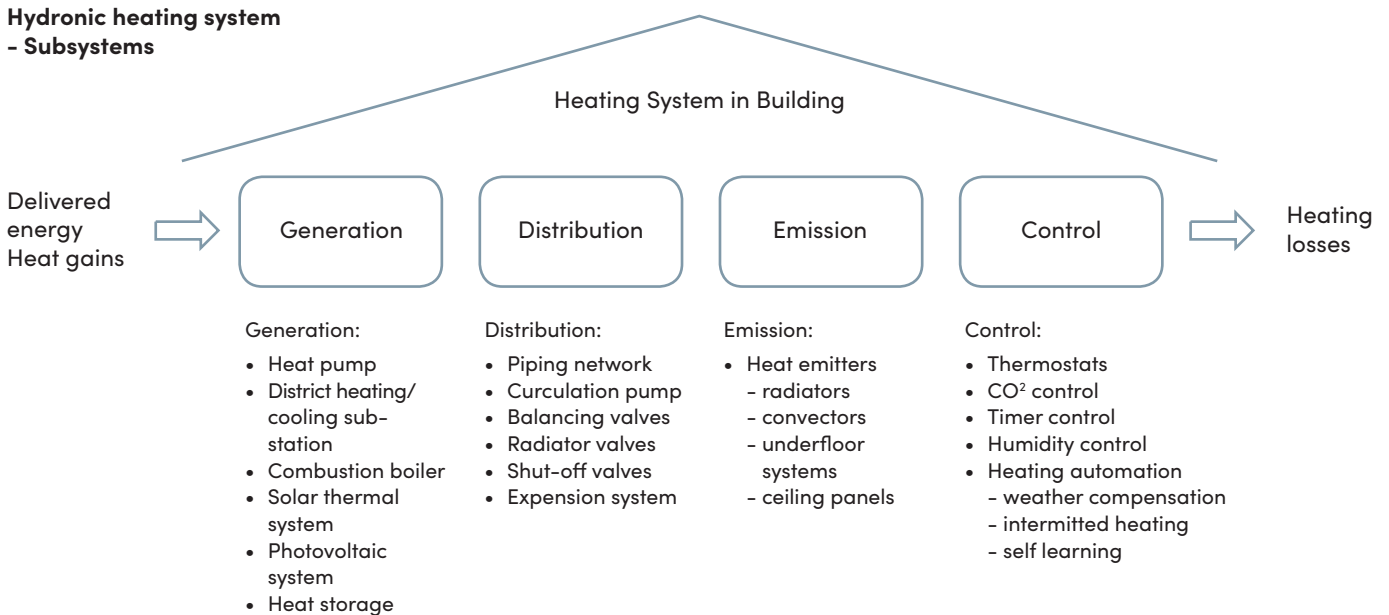 Hydronic heating system
- Subsystems
Heating System in Building
Delivered
energy
Heat gains
Generation
Distribution
Emission
Control
Heating
losses
Generation:
• Heat pump
• District heating/
cooling sub-
station
• Combustion boiler
• Solar thermal
system
• Photovoltaic
system
• Heat storage
Distribution:
• Piping network
• Curculation pump
• Balancing valves
• Radiator valves
• Shut-off valves
• Expension system
Emission:
• Heat emitters
- radiators
- convectors
- underfloor
systems
- ceiling panels
Control:
• Thermostats
• CO² control
• Timer control
• Humidity control
• Heating automation
- weather compensation
- intermitted heating
- self learning